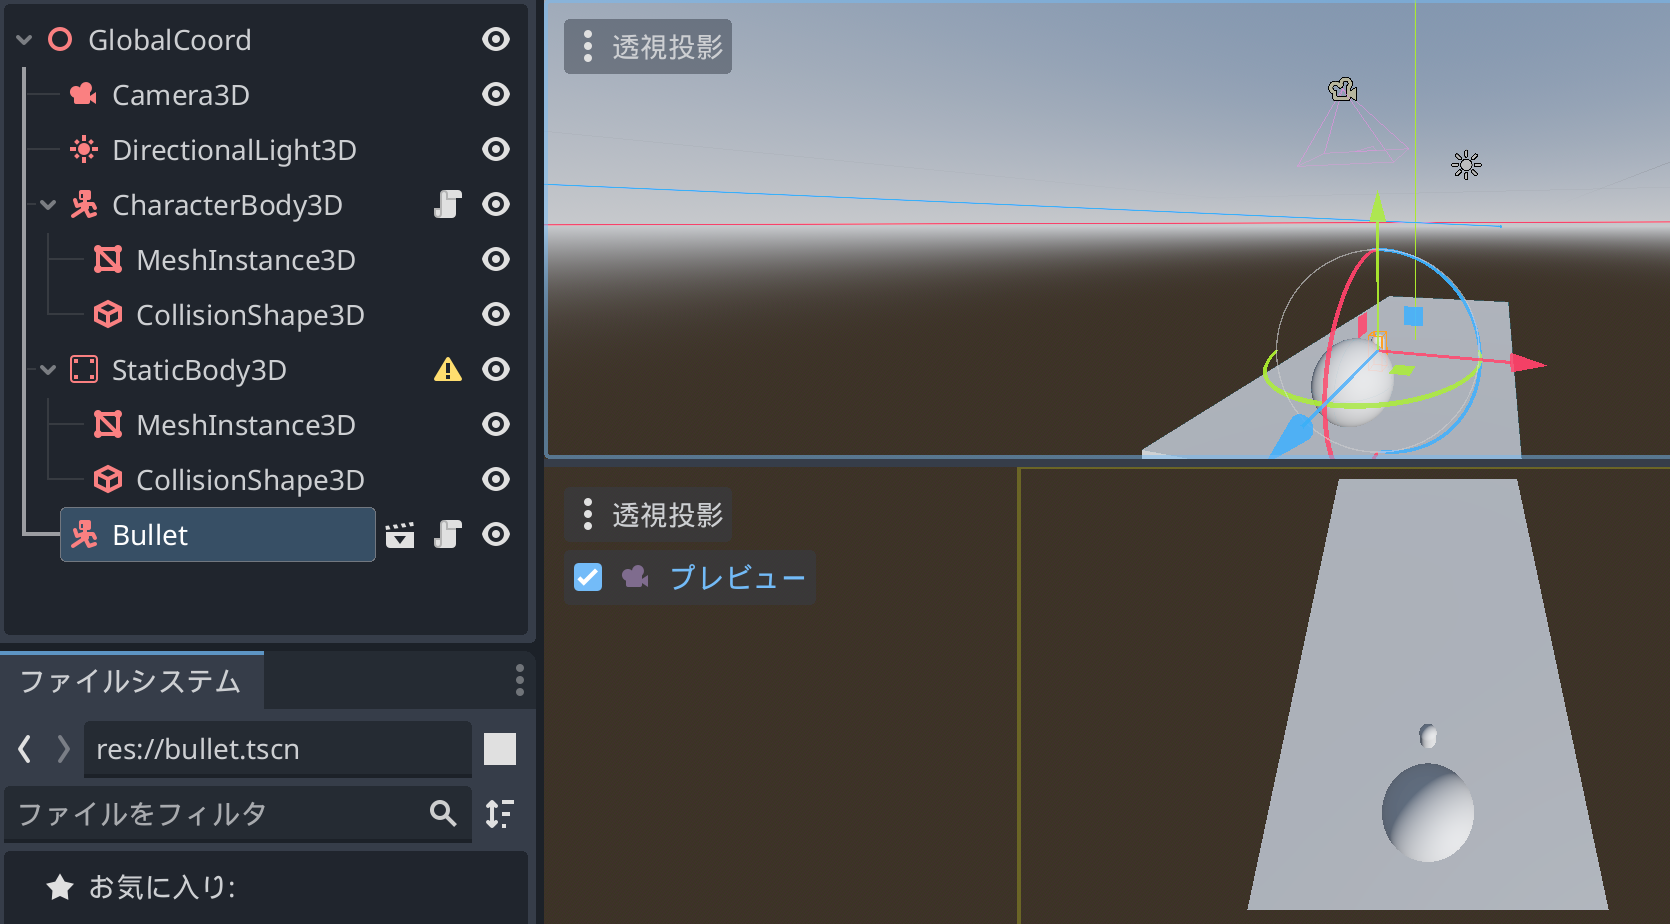 GlobalCoord
Camera3D
DirectionalLight3D
CharacterBody3D
MeshInstance3D
CollisionShape3D
StaticBody3D
MeshInstance3D
CollisionShape3D
Bullet
ファイルシステム
res://bullet.tscn
ファイルをフィルタ
お気に入り:
透視投影
透視投影
プレビュー